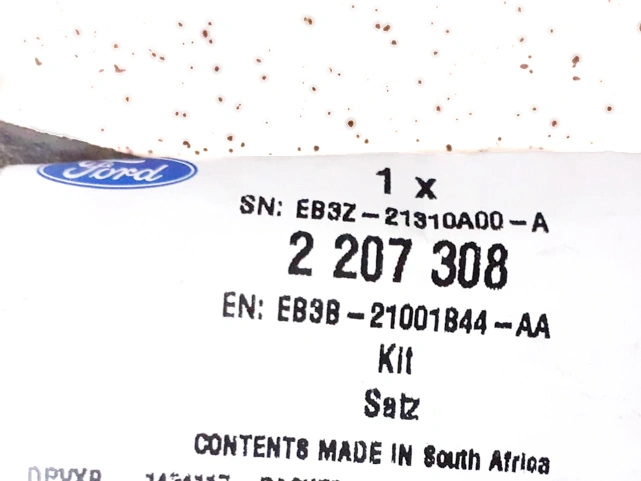 Ford
1 x
SN: EB3Z-21310A00-A
2 207 308
EN: EB3B-21001B44-AA
Kit
Satz
CONTENTS MADE IN South Africa